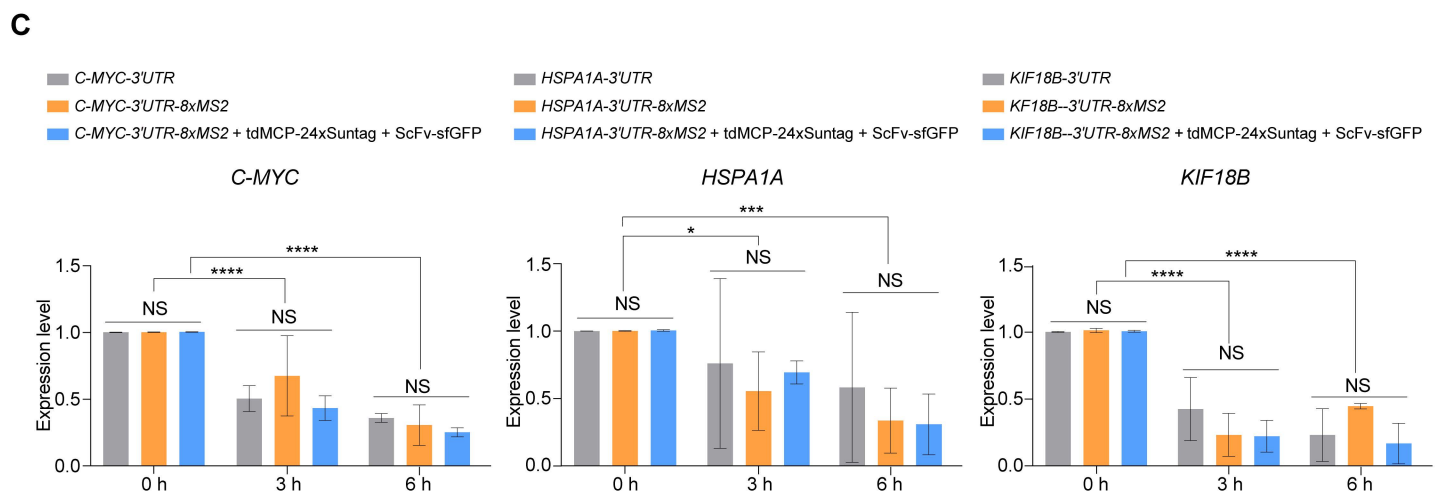 C
C-MYC-3'UTR
C-MYC-3'UTR-8xMS2
C-MYC-3'UTR-8xMS2 + tdMCP-24xSuntag + ScFv-sfGFP
HSPA1A-3'UTR
HSPA1A-3'UTR-8xMS2
HSPA1A-3'UTR-8xMS2 + tdMCP-24xSuntag + ScFv-sfGFP
KIF18B-3'UTR
KF18B--3'UTR-8xMS2
KIF18B--3'UTR-8xMS2 + tdMCP-24xSuntag + ScFv-sfGFP
C-MYC
****
****
NS
NS
NS
Expression level
1.5
1.0
0.5
0.0
0 h
3 h
6 h
HSPA1A
***
*
NS
NS
NS
Expression level
1.5
1.0
0.5
0.0
0 h
3 h
6 h
KIF18B
****
****
NS
NS
NS
Expression level
1.5
1.0
0.5
0.0
0 h
3 h
6 h